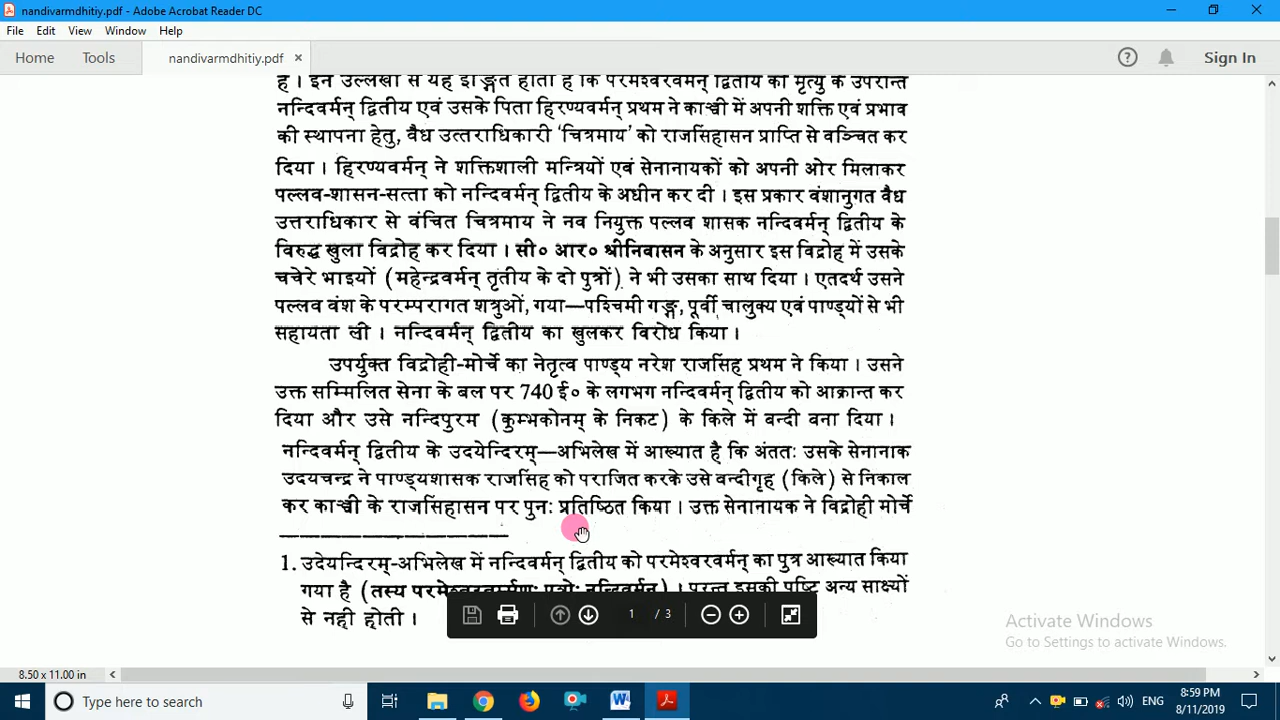 nandivarmdhitiy.pdf - Adobe Acrobat Reader DC
File Edit View Window Help
Home Tools nandivarmdhitiy.pdf × Sign In
है। इन उल्लेखों से यह इङ्गित होता है कि परमेश्वरवर्मन् द्वितीय की मृत्यु के उपरान्त
नन्दिवर्मन् द्वितीय एवं उसके पिता हिरण्यवर्मन् प्रथम ने काञ्ची में अपनी शक्ति एवं प्रभाव
की स्थापना हेतु, वैध उत्तराधिकारी 'चित्रमाय' को राजसिंहासन प्राप्ति से वञ्चित कर
दिया। हिरण्यवर्मन् ने शक्तिशाली मन्त्रियों एवं सेनानायकों को अपनी ओर मिलाकर
पल्लव-शासन-सत्ता को नन्दिवर्मन् द्वितीय के अधीन कर दी। इस प्रकार वंशानुगत वैध
उत्तराधिकार से वंचित चित्रमाय ने नव नियुक्त पल्लव शासक नन्दिवर्मन् द्वितीय के
विरुद्ध खुला विद्रोह कर दिया। सी० आर० श्रीनिवासन के अनुसार इस विद्रोह में उसके
चचेरे भाइयों (महेन्द्रवर्मन् तृतीय के दो पुत्रों) ने भी उसका साथ दिया। एतदर्थ उसने
पल्लव वंश के परम्परागत शत्रुओं, गया—पश्चिमी गङ्ग, पूर्वी चालुक्य एवं पाण्ड्यों से भी
सहायता ली। नन्दिवर्मन् द्वितीय का खुलकर विरोध किया।
उपर्युक्त विद्रोही-मोर्चे का नेतृत्व पाण्ड्य नरेश राजसिंह प्रथम ने किया। उसने
उक्त सम्मिलित सेना के बल पर 740 ई० के लगभग नन्दिवर्मन् द्वितीय को आक्रान्त कर
दिया और उसे नन्दिपुरम (कुम्भकोनम् के निकट) के किले में बन्दी बना दिया।
नन्दिवर्मन् द्वितीय के उदयेन्दिरम्—अभिलेख में आख्यात है कि अंततः उसके सेनानाक
उदयचन्द्र ने पाण्ड्यशासक राजसिंह को पराजित करके उसे बन्दीगृह (किले) से निकाल
कर काञ्ची के राजसिंहासन पर पुनः प्रतिष्ठित किया। उक्त सेनानायक ने विद्रोही मोर्चे
1. उदेयन्दिरम्-अभिलेख में नन्दिवर्मन् द्वितीय को परमेश्वरवर्मन् का पुत्र आख्यात किया
गया है (तस्य परमेश्वरवर्म्मणः पुत्रोः नन्दिवर्मन्)। परन्तु इसकी पुष्टि अन्य साक्ष्यों
से नही होती।
1 / 3
Activate Windows
Go to Settings to activate Windows.
8.50 x 11.00 in
Type here to search
ENG
8:59 PM
8/11/2019